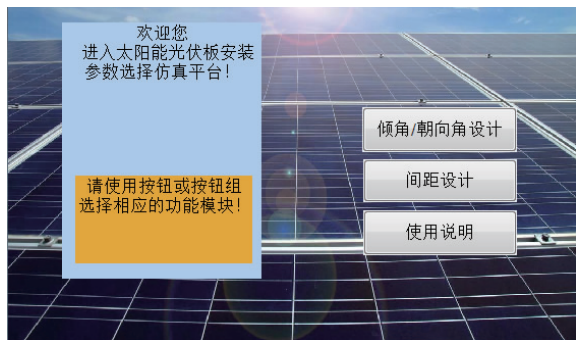 欢迎您
进入太阳能光伏板安装
参数选择仿真平台！
请使用按钮或按钮组
选择相应的功能模块！
倾角/朝向角设计
间距设计
使用说明